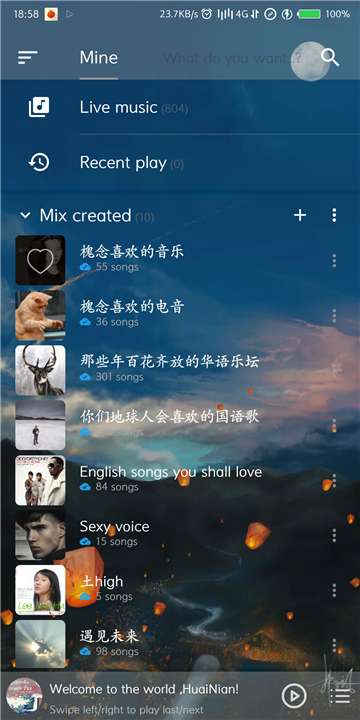 18:58
23.7KB/s 4G 100%
Mine
What do you want...?
Live music (804)
Recent play (0)
Mix created (10)
槐念喜欢的音乐
55 songs
槐念喜欢的电音
36 songs
那些年百花齐放的华语乐坛
301 songs
你们地球人会喜欢的国语歌
songs
English songs you shall love
84 songs
Sexy voice
15 songs
土high
5 songs
遇见未来
98 songs
Welcome to the world ,HuaiNian!
Swipe left/right to play last/next